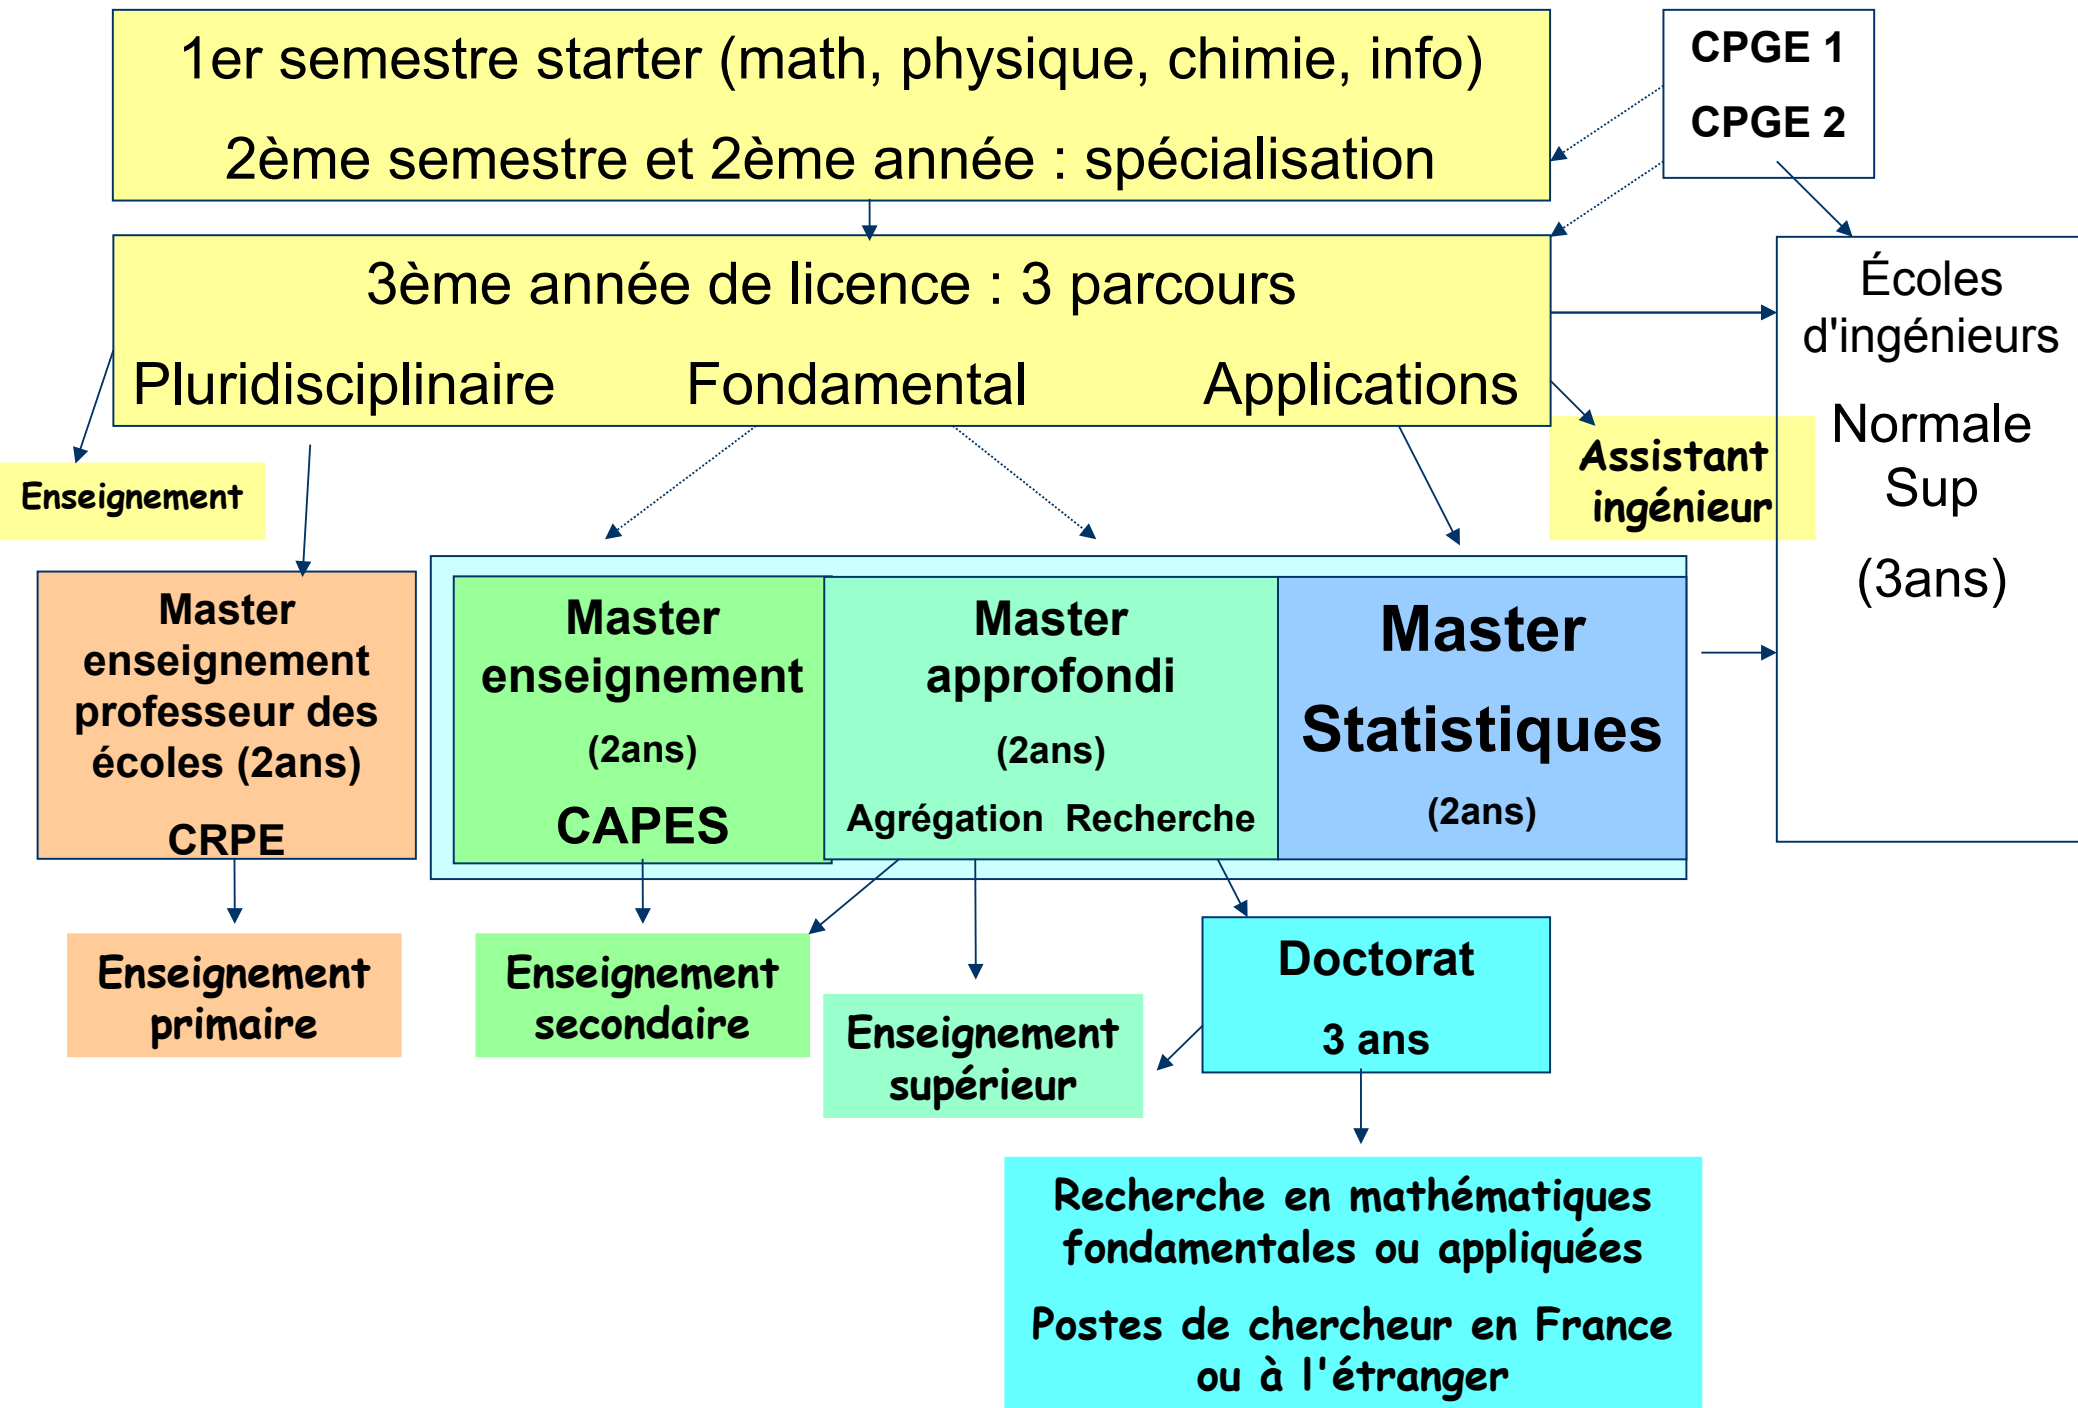 1er semestre starter (math, physique, chimie, info)
2ème semestre et 2ème année : spécialisation
CPGE 1
CPGE 2
3ème année de licence : 3 parcours
Pluridisciplinaire Fondamental Applications
Écoles
d'ingénieurs
Normale
Sup
(3ans)
Enseignement
Assistant
ingénieur
Master
enseignement
professeur des
écoles (2ans)
CRPE
Master
enseignement
(2ans)
CAPES
Master
approfondi
(2ans)
Agrégation Recherche
Master
Statistiques
(2ans)
Enseignement
primaire
Enseignement
secondaire
Enseignement
supérieur
Doctorat
3 ans
Recherche en mathématiques
fondamentales ou appliquées
Postes de chercheur en France
ou à l'étranger